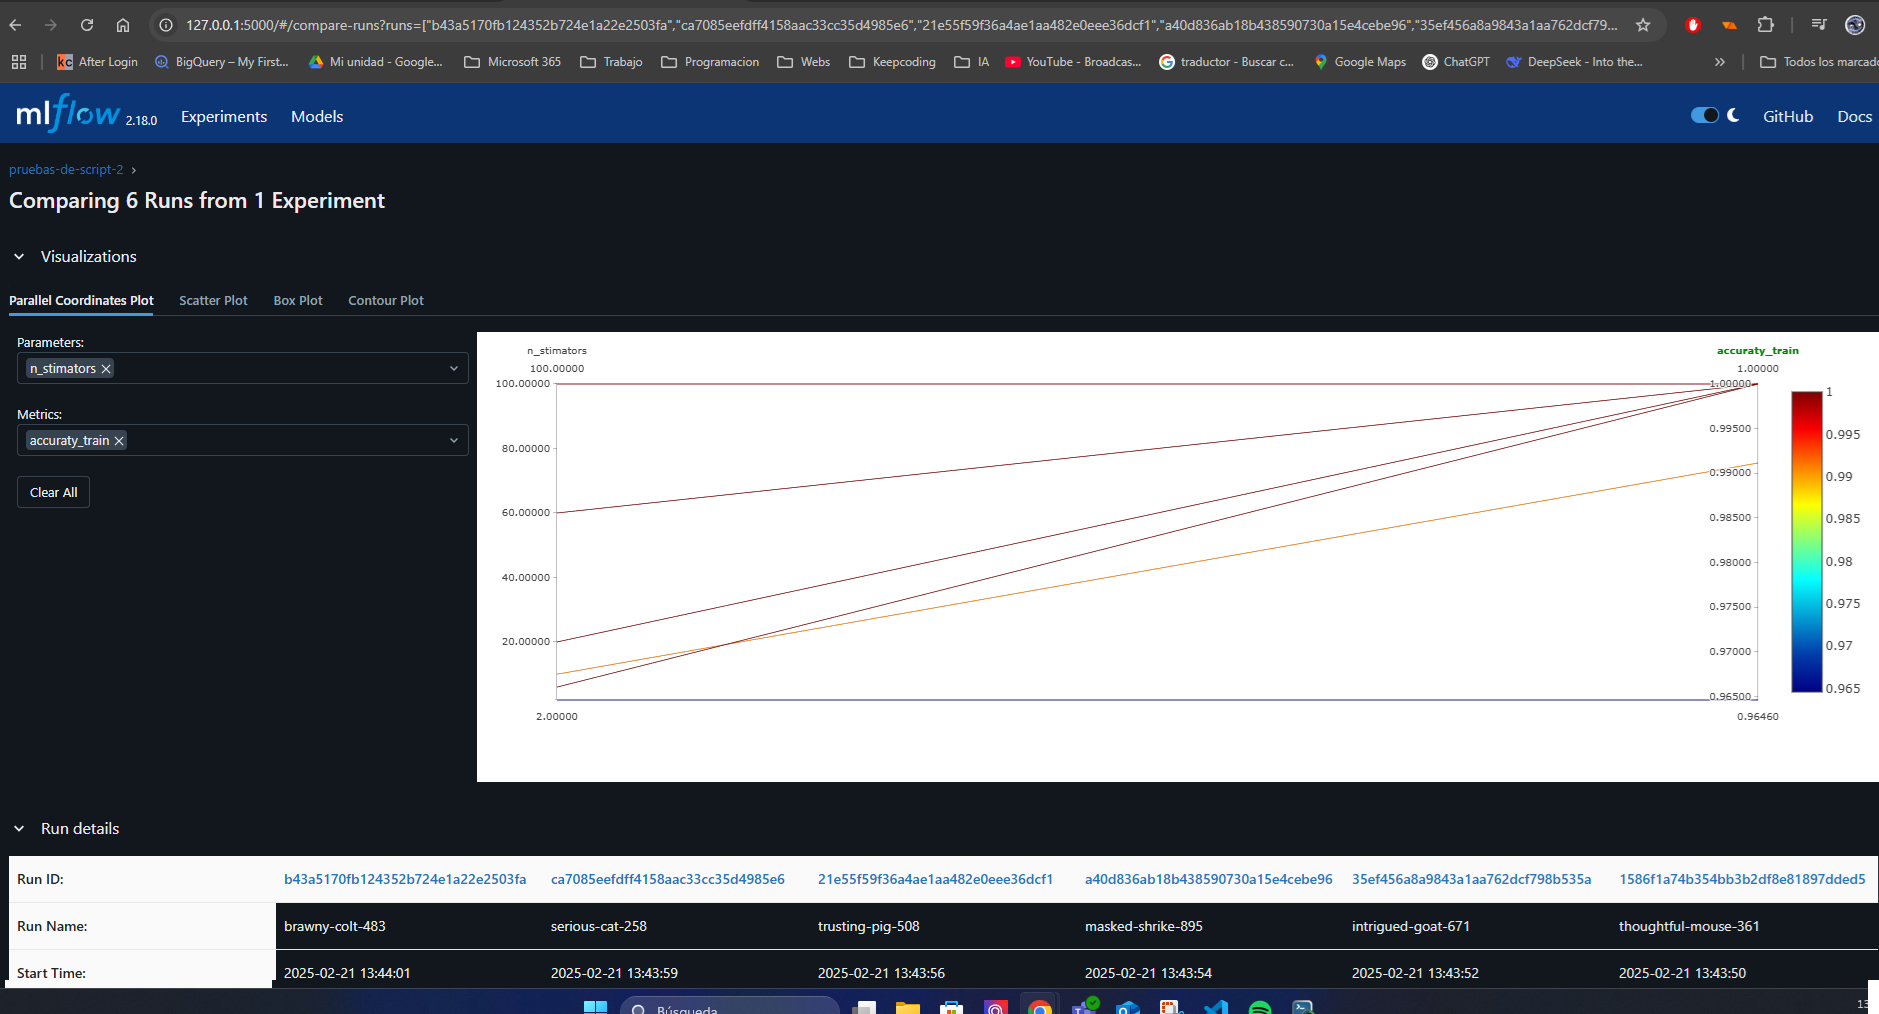 127.0.0.1:5000/#/compare-runs?runs=["b43a5170fb124352b724e1a22e2503fa","ca7085eefdff4158aac33cc35d4985e6","21e55f59f36a4ae1aa482e0eee36dcf1","a40d836ab18b438590730a15e4cebe96","35ef456a8a9843a1aa762dcf79...
kc After Login BigQuery – My First... Mi unidad - Google... Microsoft 365 Trabajo Programacion Webs Keepcoding IA YouTube - Broadcas... traductor - Buscar c... Google Maps ChatGPT DeepSeek - Into the... » Todos los marcado
mlflow 2.18.0 Experiments Models GitHub Docs
pruebas-de-script-2 ›
Comparing 6 Runs from 1 Experiment
Visualizations
Parallel Coordinates Plot Scatter Plot Box Plot Contour Plot
Parameters:
n_stimators
Metrics:
accuraty_train
Clear All
n_stimators
100.00000
100.00000
80.00000
60.00000
40.00000
20.00000
2.00000
accuraty_train
1.00000
1.00000
0.99500
0.99000
0.98500
0.98000
0.97500
0.97000
0.96500
0.96460
1
0.995
0.99
0.985
0.98
0.975
0.97
0.965
Run details
Run ID: b43a5170fb124352b724e1a22e2503fa ca7085eefdff4158aac33cc35d4985e6 21e55f59f36a4ae1aa482e0eee36dcf1 a40d836ab18b438590730a15e4cebe96 35ef456a8a9843a1aa762dcf798b535a 1586f1a74b354bb3b2df8e81897dded5
Run Name: brawny-colt-483 serious-cat-258 trusting-pig-508 masked-shrike-895 intrigued-goat-671 thoughtful-mouse-361
Start Time: 2025-02-21 13:44:01 2025-02-21 13:43:59 2025-02-21 13:43:56 2025-02-21 13:43:54 2025-02-21 13:43:52 2025-02-21 13:43:50
Búsqueda